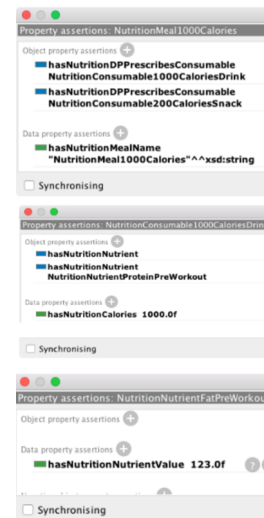 Property assertions: NutritionMeal1000Calories
Object property assertions
hasNutritionDPPrescribesConsumable
NutritionConsumable1000CaloriesDrink
hasNutritionDPPrescribesConsumable
NutritionConsumable200CaloriesSnack
Data property assertions
hasNutritionMealName
"NutritionMeal1000Calories"^^xsd:string
Synchronising
Property assertions: NutritionConsumable1000CaloriesDrin
Object property assertions
hasNutritionNutrient
hasNutritionNutrient
NutritionNutrientProteinPreWorkout
Data property assertions
hasNutritionCalories 1000.0f
Synchronising
Property assertions: NutritionNutrientFatPreWorkou
Object property assertions
Data property assertions
hasNutritionNutrientValue 123.0f
Synchronising